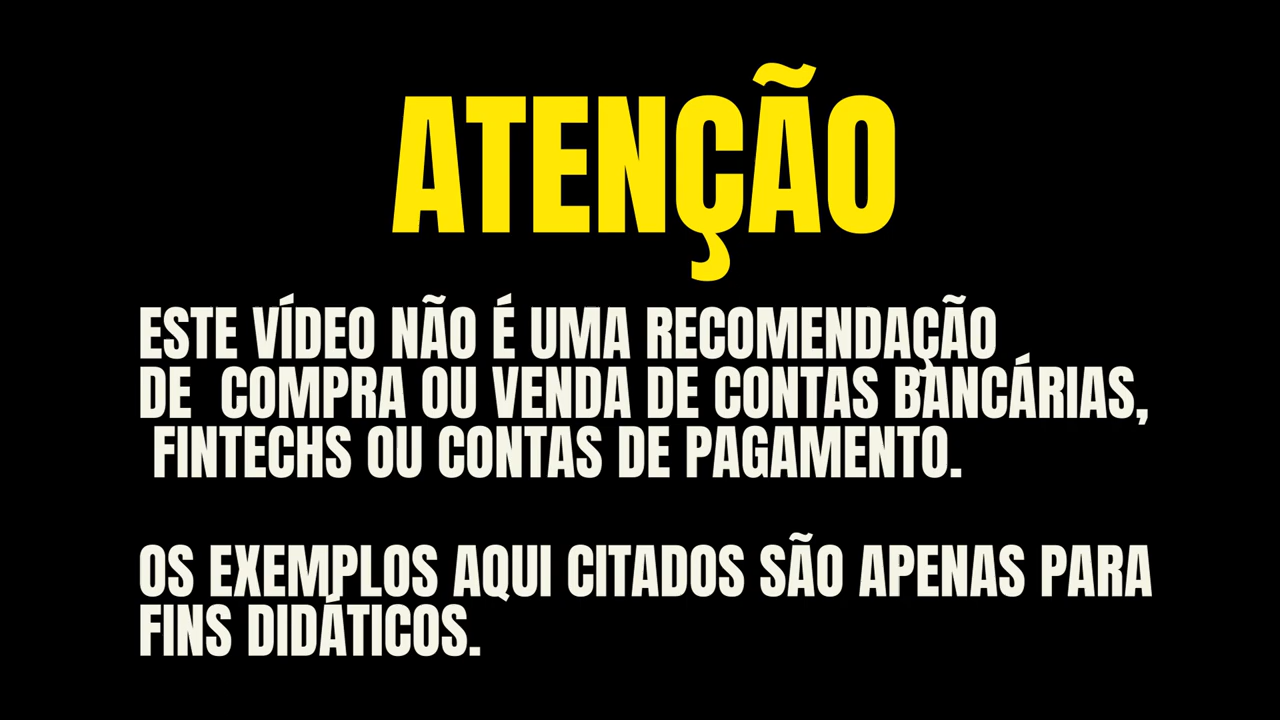 ATENÇÃO
ESTE VÍDEO NÃO É UMA RECOMENDAÇÃO
DE COMPRA OU VENDA DE CONTAS BANCÁRIAS,
FINTECHS OU CONTAS DE PAGAMENTO.
OS EXEMPLOS AQUI CITADOS SÃO APENAS PARA
FINS DIDÁTICOS.